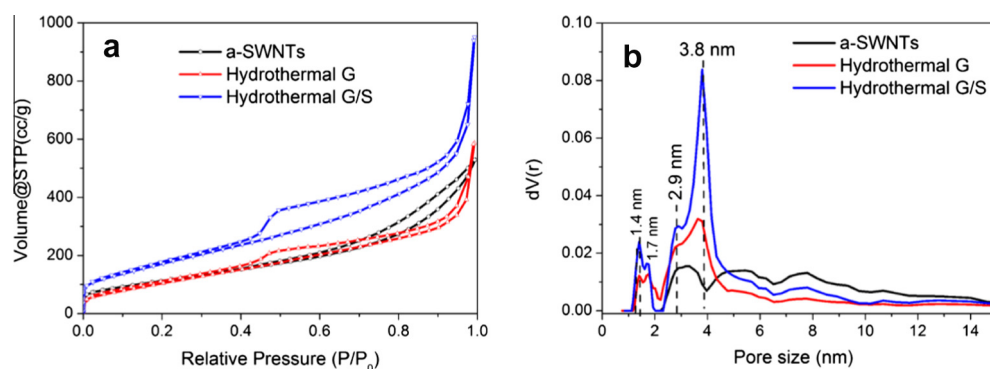 a
a-SWNTs
Hydrothermal G
Hydrothermal G/S
Volume@STP(cc/g)
1000
800
600
400
200
0
0.0 0.2 0.4 0.6 0.8 1.0
Relative Pressure (P/P0)
b
3.8 nm
2.9 nm
1.4 nm
1.7 nm
a-SWNTs
Hydrothermal G
Hydrothermal G/S
dV(r)
0.10
0.08
0.06
0.04
0.02
0.00
0 2 4 6 8 10 12 14
Pore size (nm)